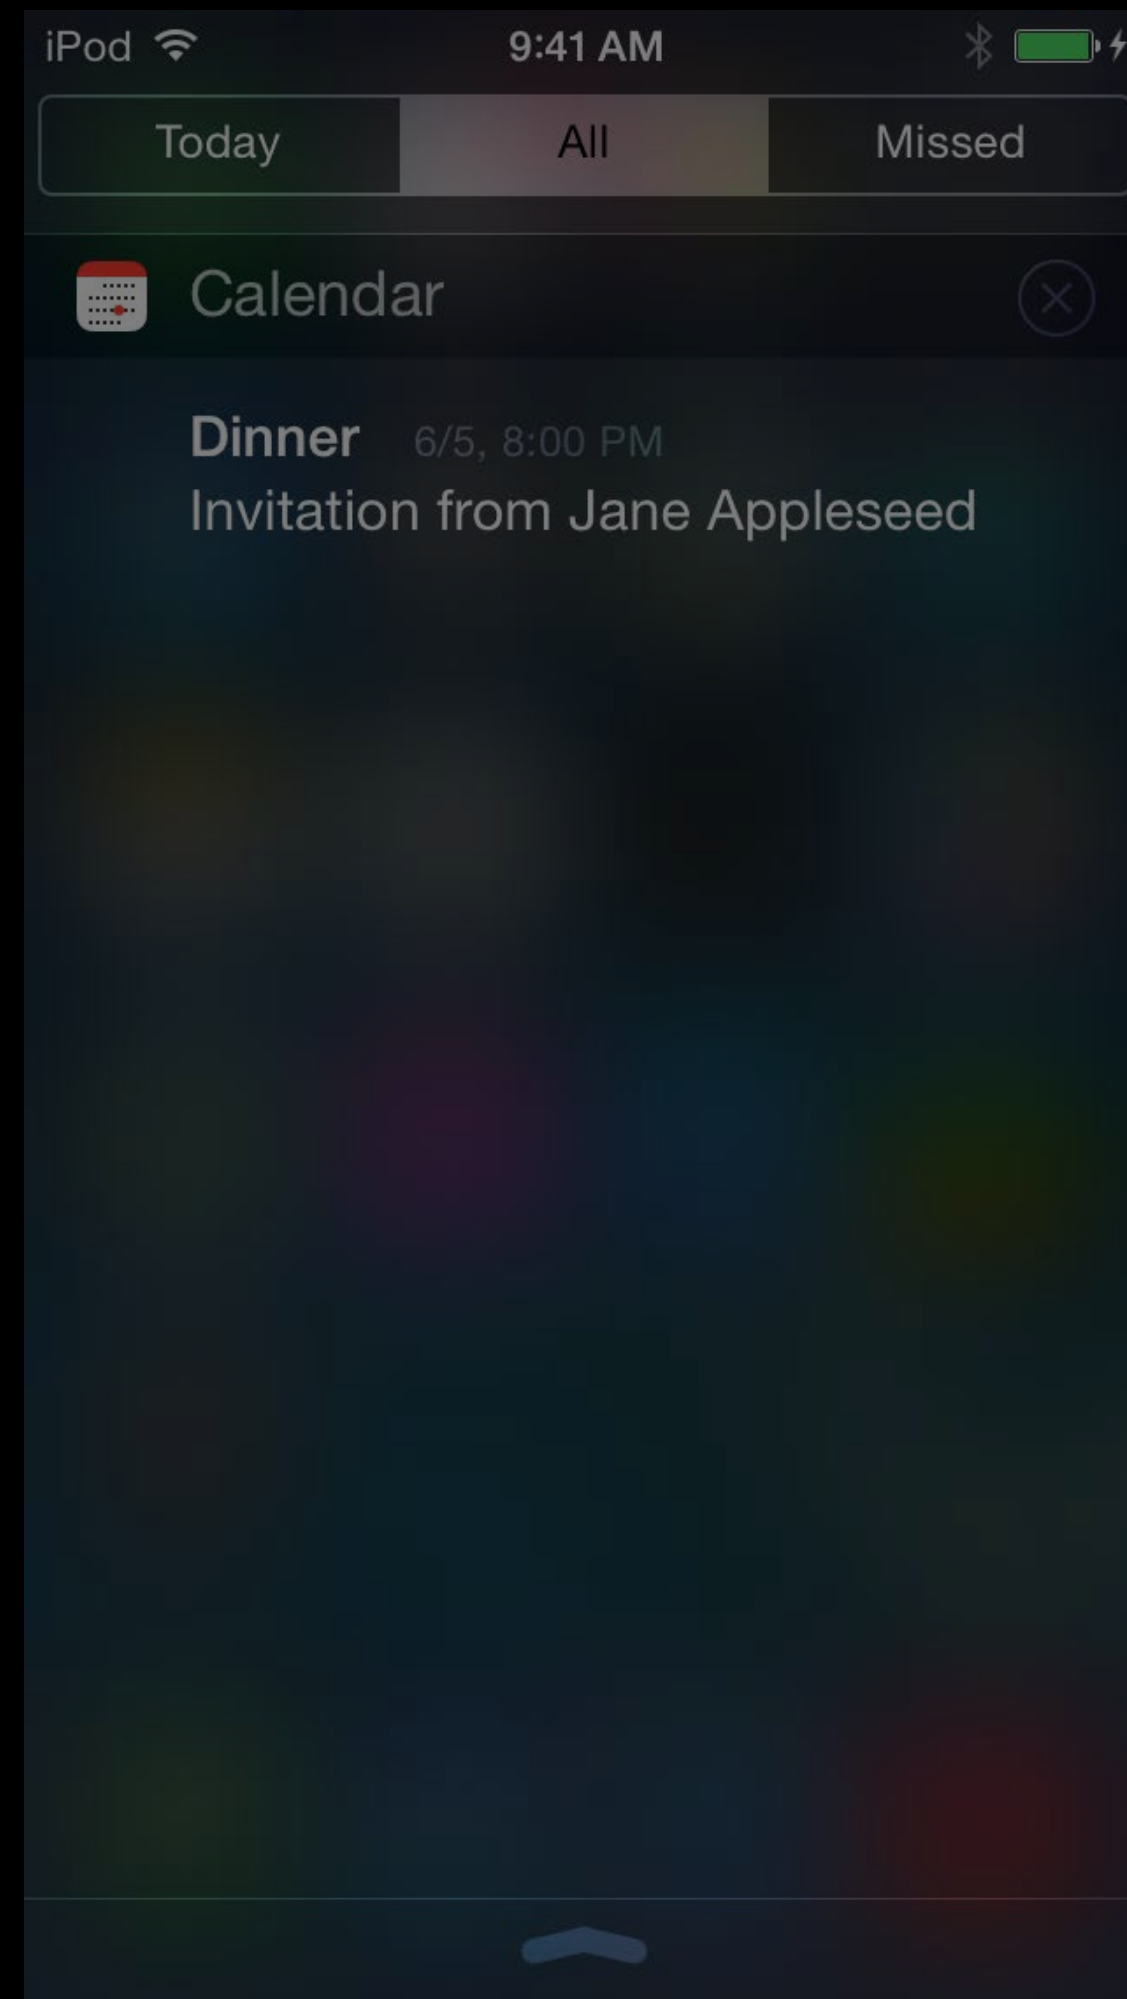 iPod 9:41 AM
Today All Missed
Calendar
Dinner 6/5, 8:00 PM
Invitation from Jane Appleseed